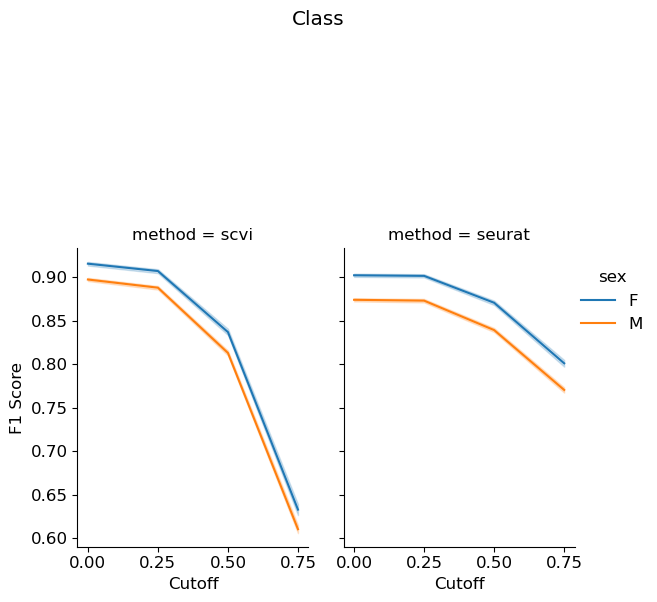 Class
method = scvi
method = seurat
F1 Score
0.90
0.85
0.80
0.75
0.70
0.65
0.60
0.00 0.25 0.50 0.75
Cutoff
0.00 0.25 0.50 0.75
Cutoff
sex
F
M